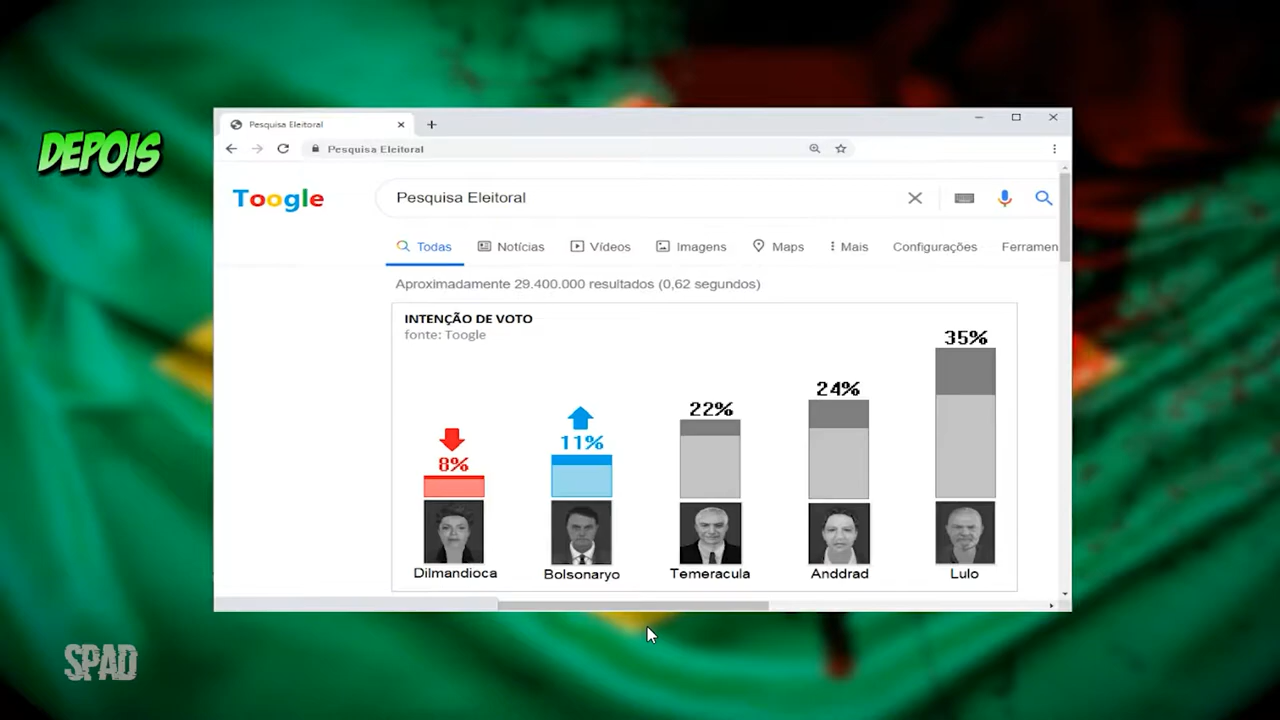 DEPOIS
Pesquisa Eleitoral
Pesquisa Eleitoral
Toogle
Pesquisa Eleitoral
Todas Notícias Vídeos Imagens Maps Mais Configurações Ferramen
Aproximadamente 29.400.000 resultados (0,62 segundos)
INTENÇÃO DE VOTO
fonte: Toogle
8% 11% 22% 24% 35%
Dilmandioca Bolsonaryo Temeracula Anddrad Lulo
SPAD